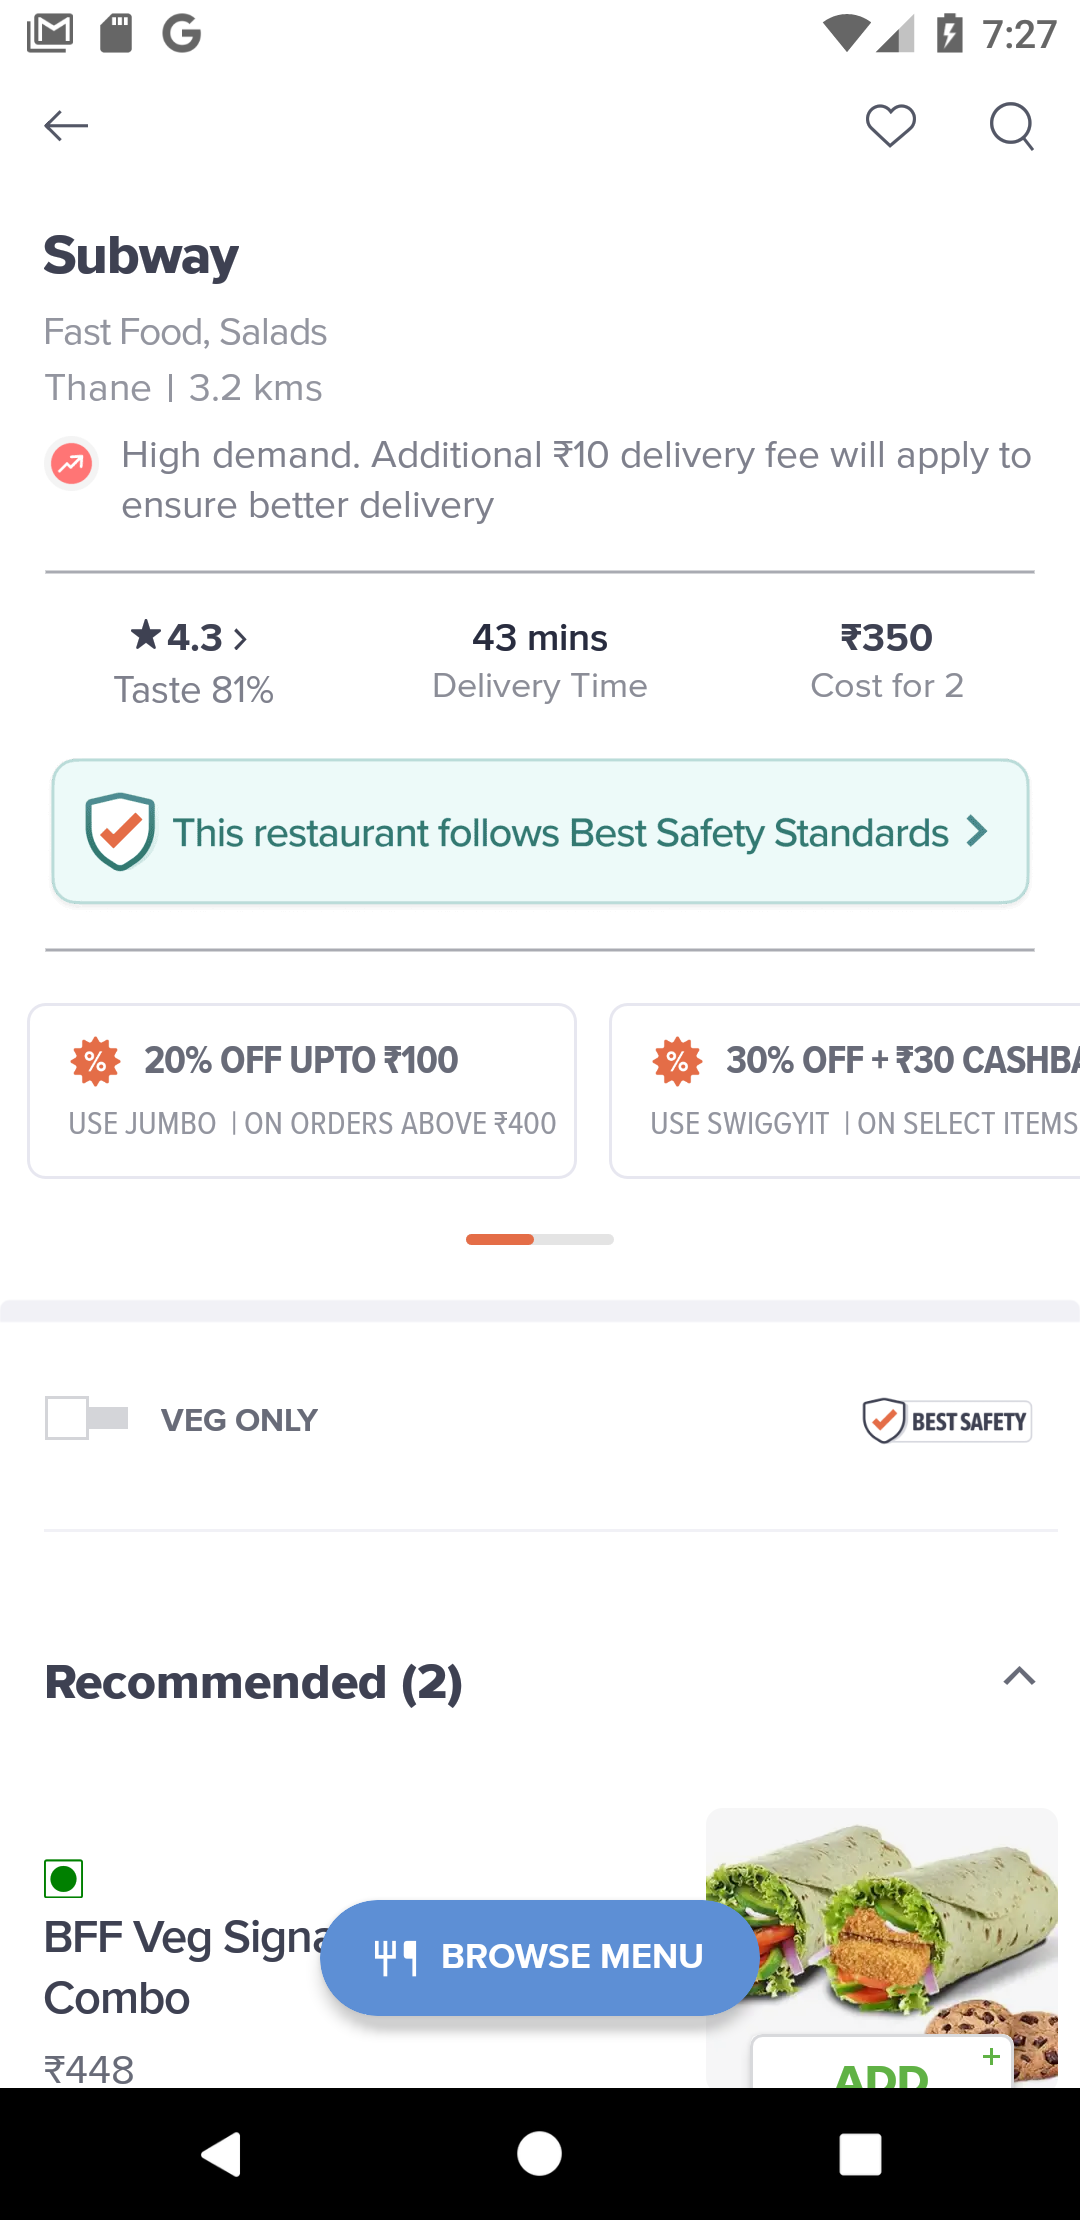 7:27
Subway
Fast Food, Salads
Thane | 3.2 kms
High demand. Additional ₹10 delivery fee will apply to
ensure better delivery
4.3
Taste 81%
43 mins
Delivery Time
₹350
Cost for 2
This restaurant follows Best Safety Standards
% 20% OFF UPTO ₹100
USE JUMBO | ON ORDERS ABOVE ₹400
% 30% OFF + ₹30 CASHBA
USE SWIGGYIT | ON SELECT ITEMS
VEG ONLY
BEST SAFETY
Recommended (2)
BFF Veg Signa
Combo
₹448
BROWSE MENU
ADD +